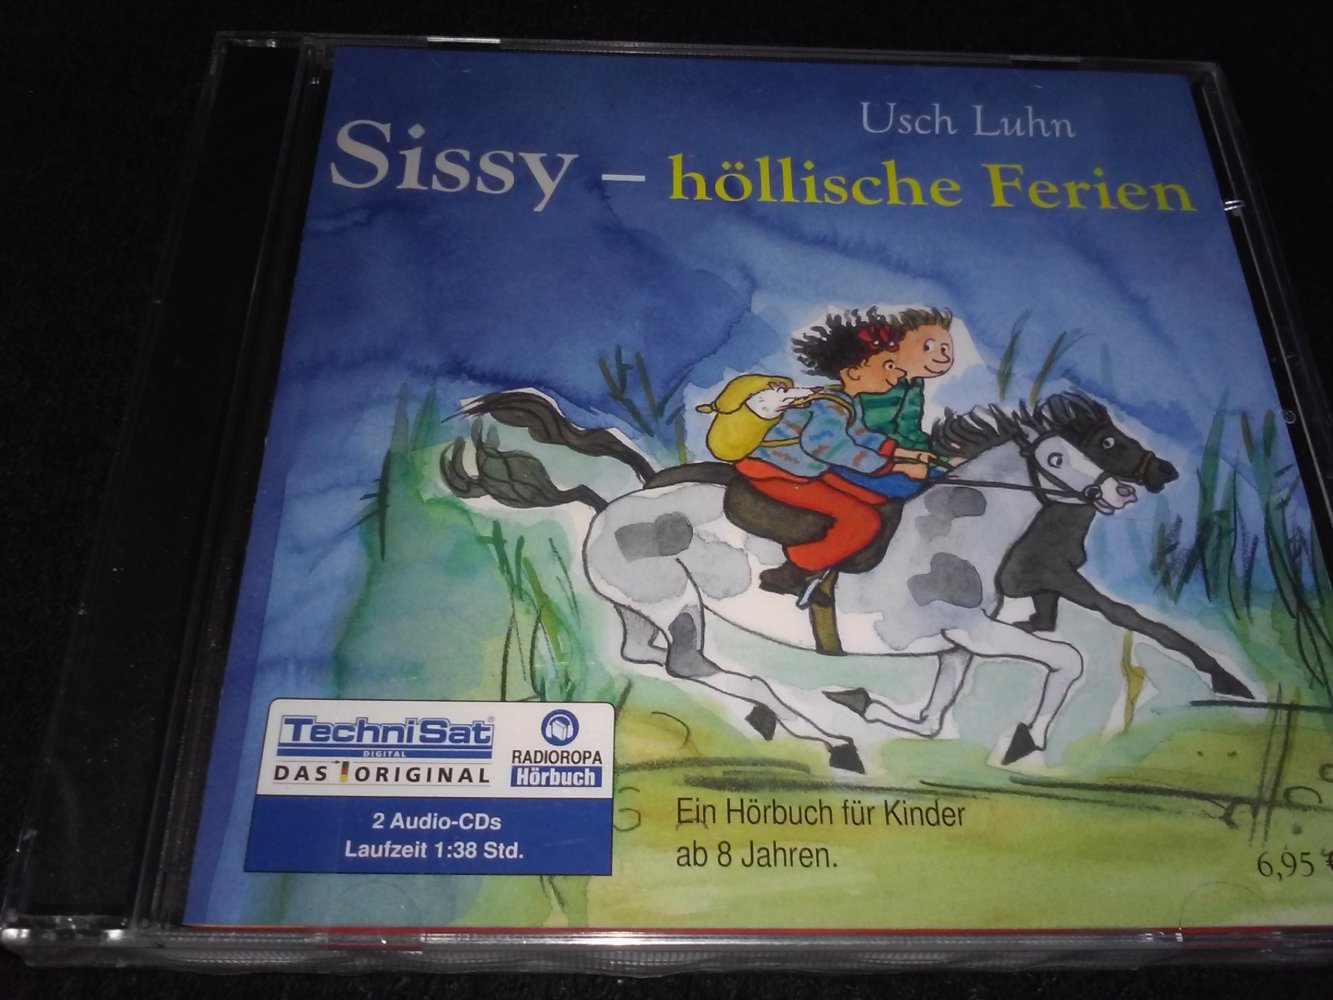 Usch Luhn
Sissy – höllische Ferien
TechniSat
DIGITAL
DAS ORIGINAL
RADIOROPA
Hörbuch
2 Audio-CDs
Laufzeit 1:38 Std.
Ein Hörbuch für Kinder
ab 8 Jahren.
6,95 €